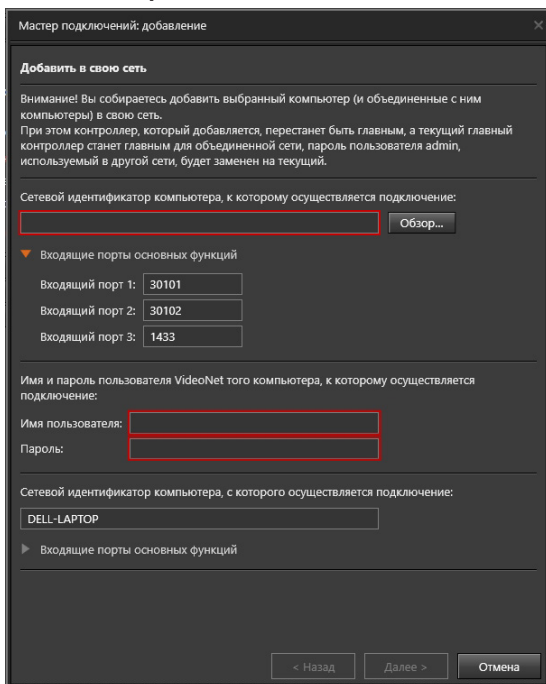 Мастер подключений: добавление
Добавить в свою сеть
Внимание! Вы собираетесь добавить выбранный компьютер (и объединенные с ним
компьютеры) в свою сеть.
При этом контроллер, который добавляется, перестанет быть главным, а текущий главный
контроллер станет главным для объединенной сети, пароль пользователя admin,
используемый в другой сети, будет заменен на текущий.
Сетевой идентификатор компьютера, к которому осуществляется подключение:
Обзор...
Входящие порты основных функций
Входящий порт 1: 30101
Входящий порт 2: 30102
Входящий порт 3: 1433
Имя и пароль пользователя VideoNet того компьютера, к которому осуществляется
подключение:
Имя пользователя:
Пароль:
Сетевой идентификатор компьютера, с которого осуществляется подключение:
DELL-LAPTOP
Входящие порты основных функций
< Назад Далее > Отмена